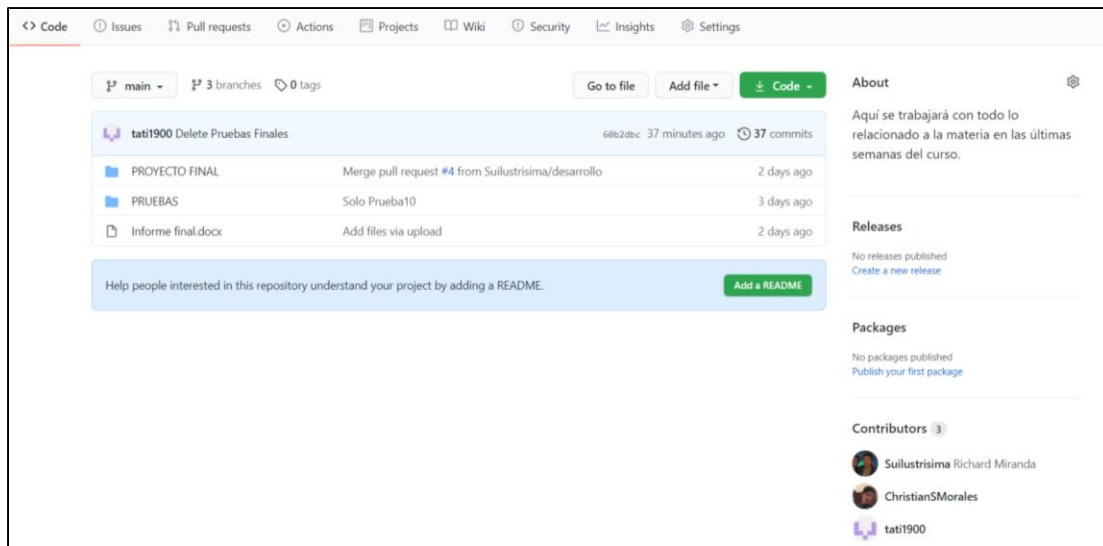 Code Issues Pull requests Actions Projects Wiki Security Insights Settings
main 3 branches 0 tags Go to file Add file Code
tati1900 Delete Pruebas Finales 60b2dbc 37 minutes ago 37 commits
PROYECTO FINAL Merge pull request #4 from Suilustrisima/desarrollo 2 days ago
PRUEBAS Solo Prueba10 3 days ago
Informe final.docx Add files via upload 2 days ago
Help people interested in this repository understand your project by adding a README. Add a README
About
Aquí se trabajará con todo lo
relacionado a la materia en las últimas
semanas del curso.
Releases
No releases published
Create a new release
Packages
No packages published
Publish your first package
Contributors 3
Suilustrisima Richard Miranda
ChristianSMorales
tati1900